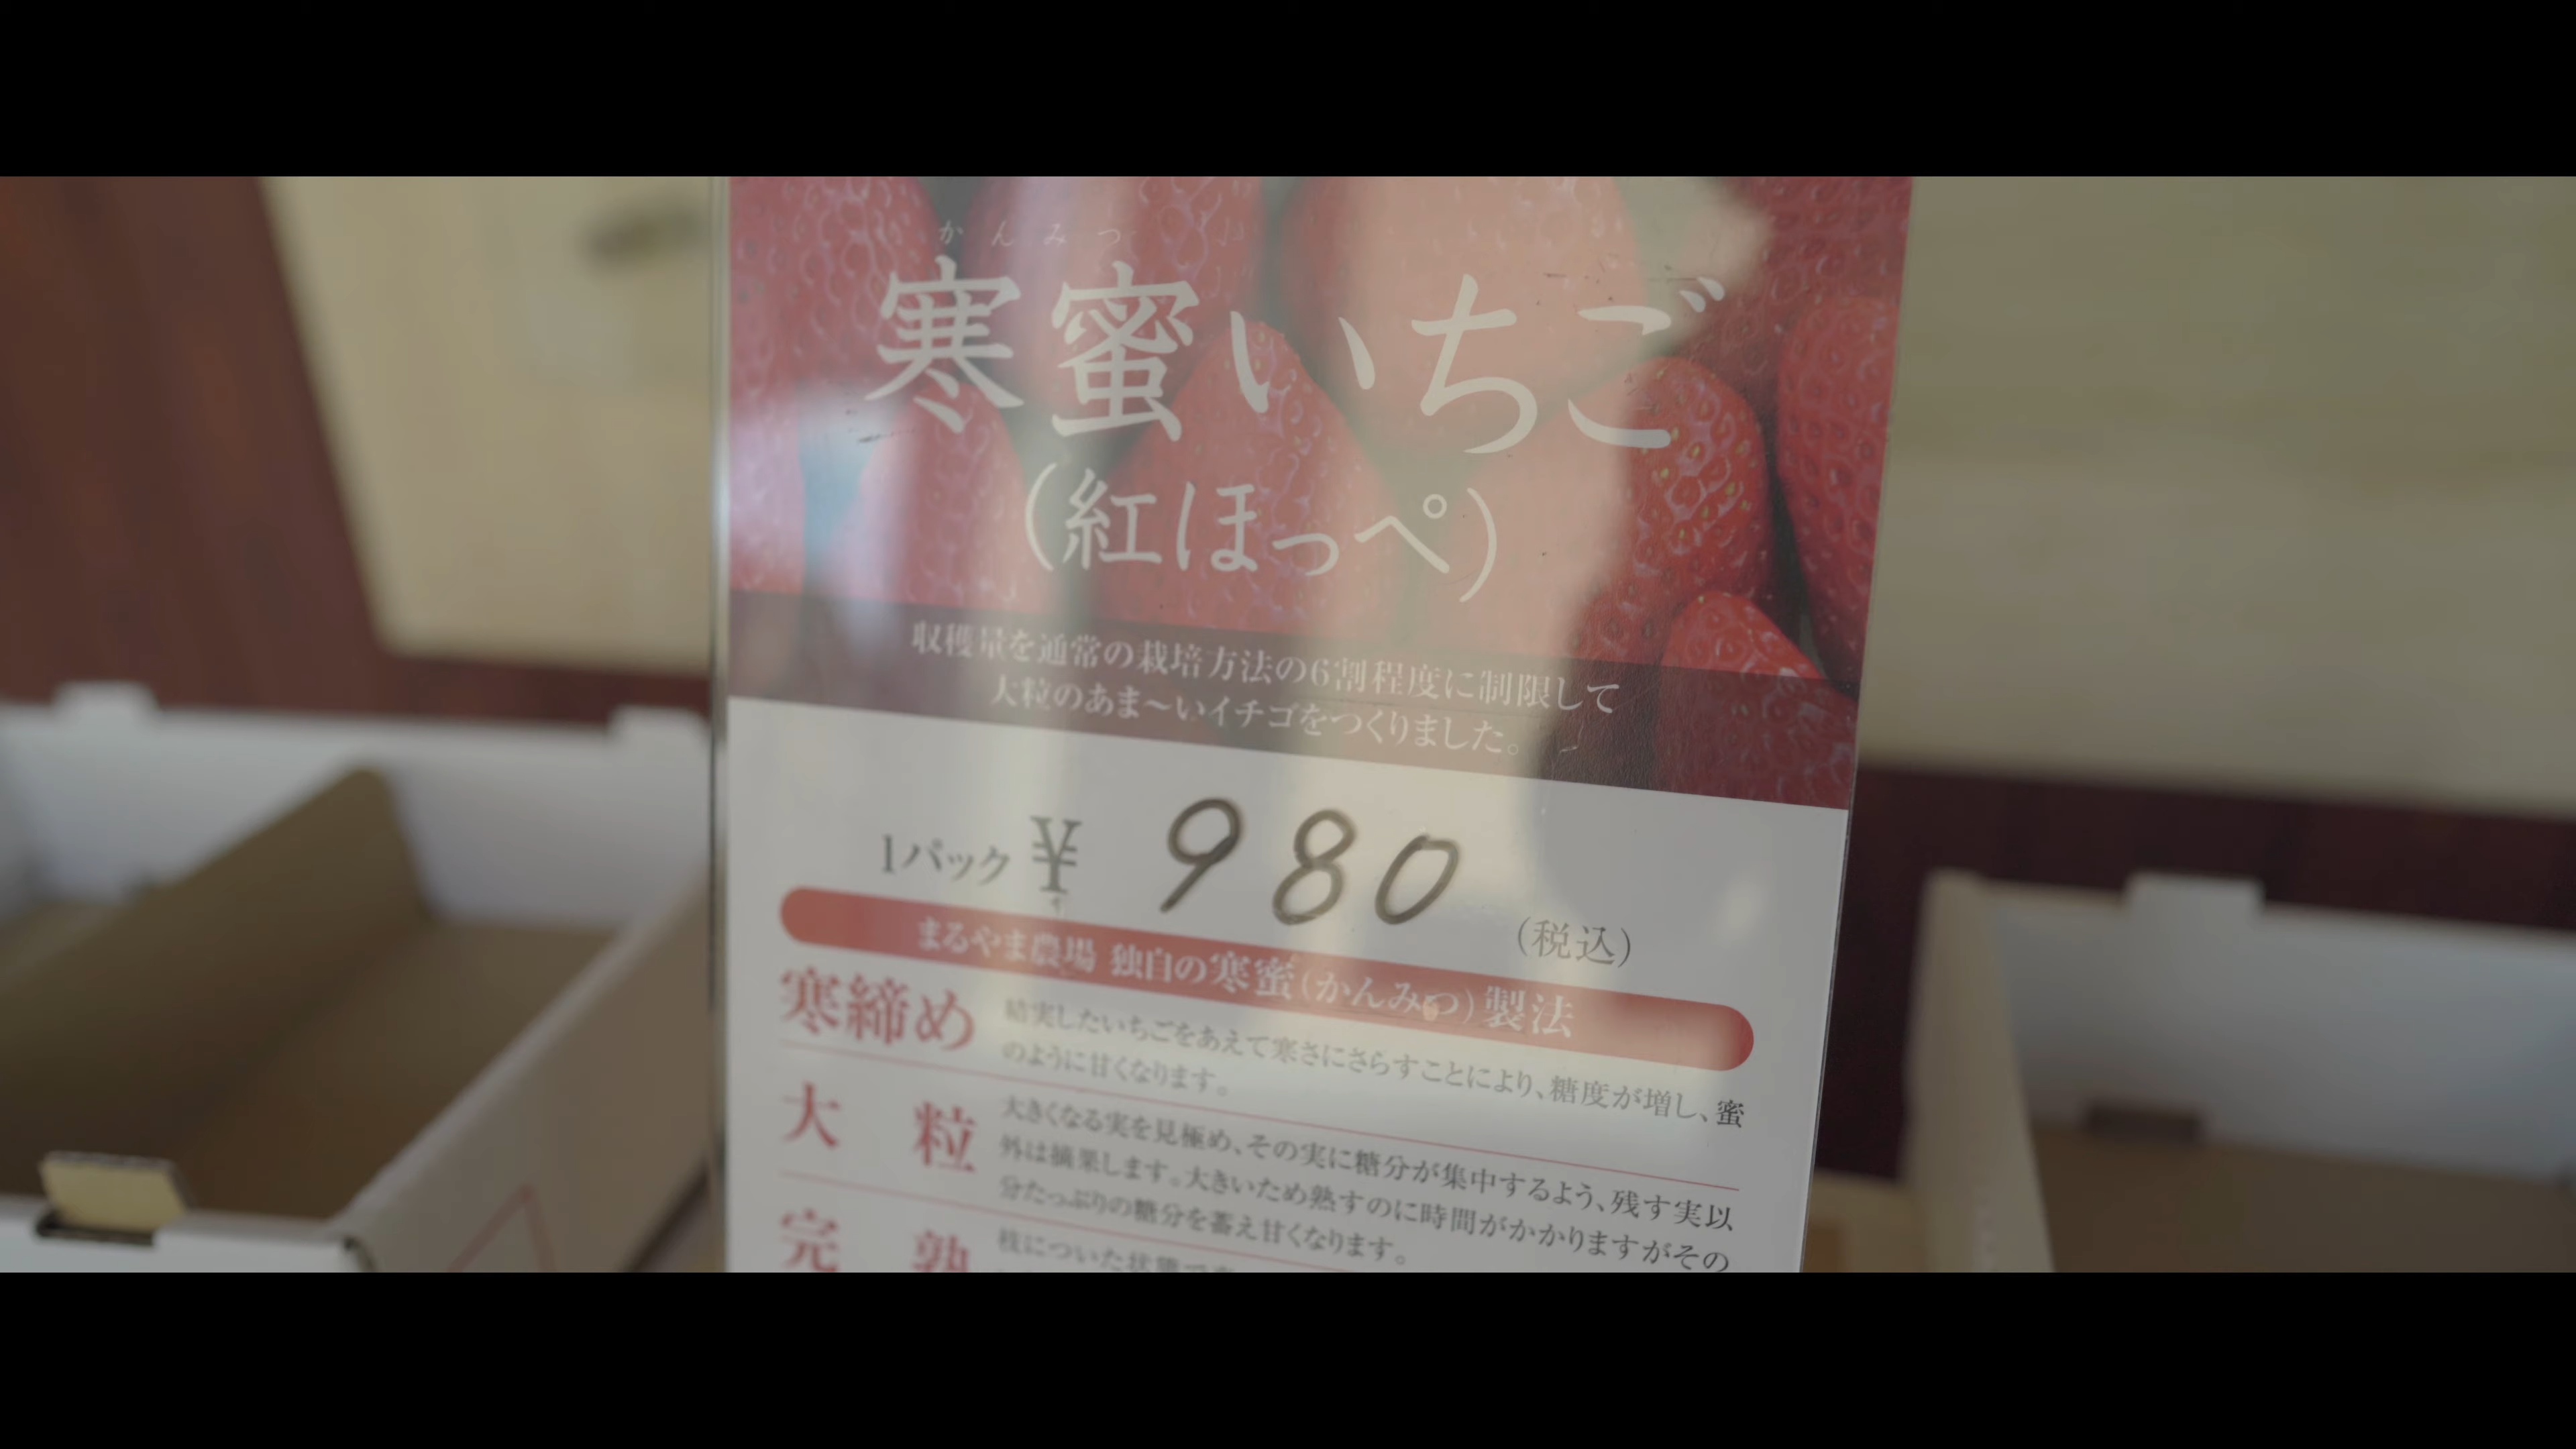 かんみつ
寒蜜いちご
(紅ほっぺ)
収穫量を通常の栽培方法の6割程度に制限して
大粒のあま～いイチゴをつくりました。
1パック ¥ 980 (税込)
まるやま農場 独自の寒蜜(かんみつ)製法
寒締め
結実したいちごをあえて寒さにさらすことにより、糖度が増し、蜜
のように甘くなります。
大 粒
大きくなる実を見極め、その実に糖分が集中するよう、残す実以
外は摘果します。大きいため熟すのに時間がかかりますがその
分たっぷりの糖分を蓄え甘くなります。
完 熟
枝についた状態で